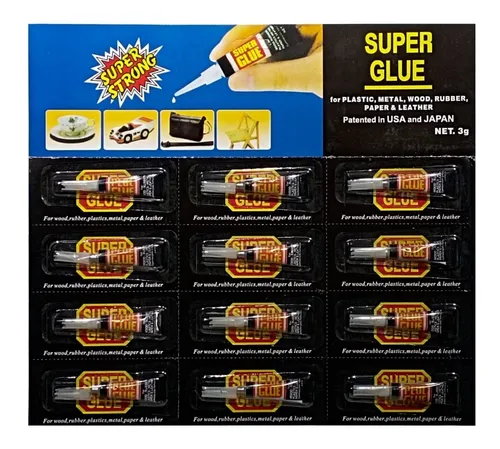 SUPER
STRONG
SUPER
GLUE
SUPER
GLUE
for PLASTIC, METAL, WOOD, RUBBER,
PAPER & LEATHER
Patented in USA and JAPAN
NET. 3g
SUPER
GLUE
For wood,rubber,plastics,metal,paper & leather
SUPER
GLUE
For wood,rubber,plastics,metal,paper & leather
SUPER
GLUE
For wood,rubber,plastics,metal,paper & leather
SUPER
GLUE
For wood,rubber,plastics,metal,paper & leather
SUPER
GLUE
For wood,rubber,plastics,metal,paper & leather
SUPER
GLUE
For wood,rubber,plastics,metal,paper & leather
SUPER
GLUE
For wood,rubber,plastics,metal,paper & leather
SUPER
GLUE
For wood,rubber,plastics,metal,paper & leather
SUPER
GLUE
For wood,rubber,plastics,metal,paper & leather
SUPER
GLUE
For wood,rubber,plastics,metal,paper & leather
SUPER
GLUE
For wood,rubber,plastics,metal,paper & leather
SUPER
GLUE
For wood,rubber,plastics,metal,paper & leather